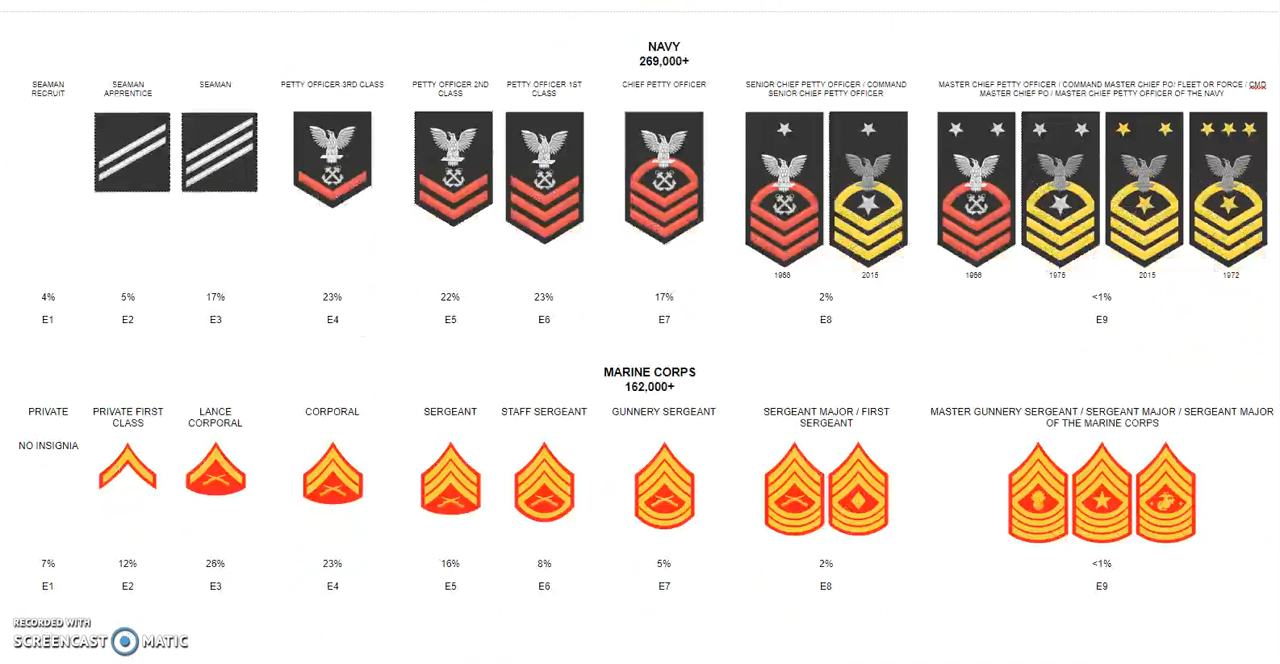 NAVY
269,000+
SEAMAN
RECRUIT
SEAMAN
APPRENTICE
SEAMAN
PETTY OFFICER 3RD CLASS
PETTY OFFICER 2ND
CLASS
PETTY OFFICER 1ST
CLASS
CHIEF PETTY OFFICER
SENIOR CHIEF PETTY OFFICER / COMMAND
SENIOR CHIEF PETTY OFFICER
MASTER CHIEF PETTY OFFICER / COMMAND MASTER CHIEF PO/ FLEET OR FORCE / CMD
MASTER CHIEF PO / MASTER CHIEF PETTY OFFICER OF THE NAVY
1966
2015
1966
1975
2015
1972
4%
5%
17%
23%
22%
23%
17%
2%
<1%
E1
E2
E3
E4
E5
E6
E7
E8
E9
MARINE CORPS
162,000+
PRIVATE
PRIVATE FIRST
CLASS
LANCE
CORPORAL
CORPORAL
SERGEANT
STAFF SERGEANT
GUNNERY SERGEANT
SERGEANT MAJOR / FIRST
SERGEANT
MASTER GUNNERY SERGEANT / SERGEANT MAJOR / SERGEANT MAJOR
OF THE MARINE CORPS
NO INSIGNIA
7%
12%
26%
23%
16%
8%
5%
2%
<1%
E1
E2
E3
E4
E5
E6
E7
E8
E9
RECORDED WITH
SCREENCAST MATIC